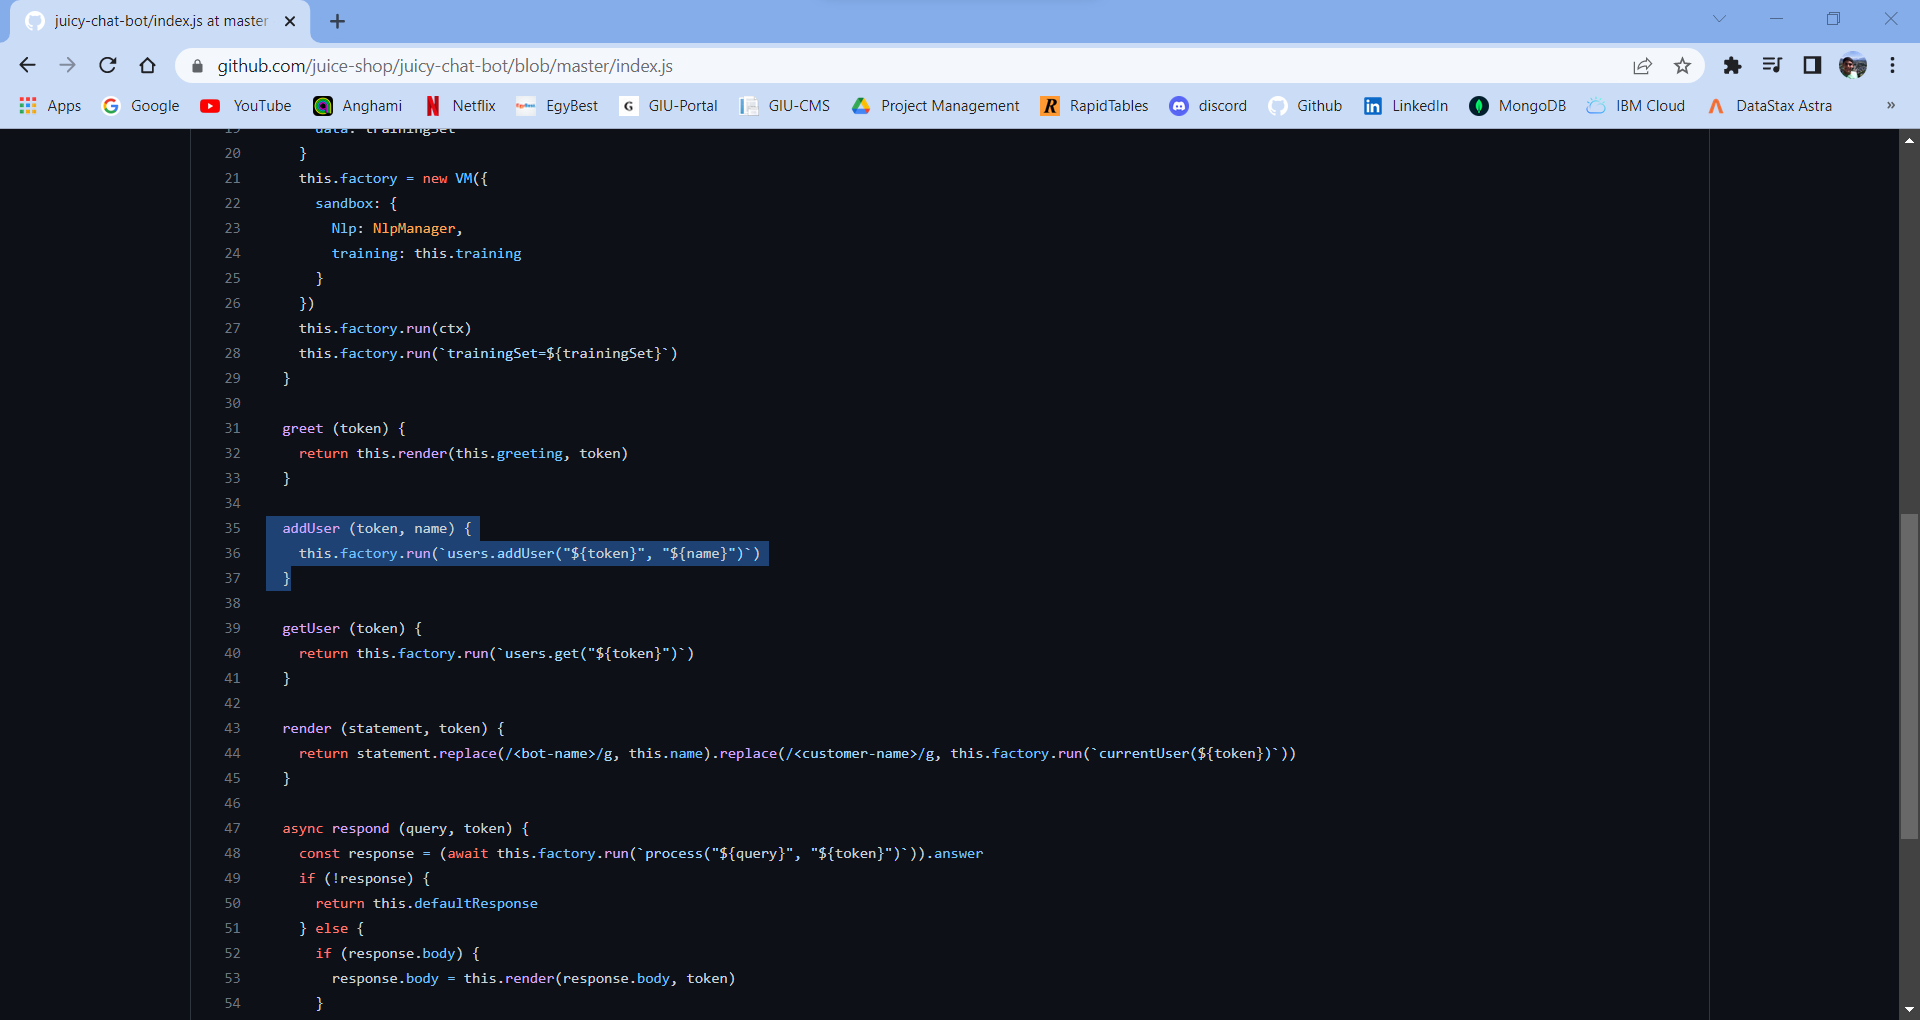 juicy-chat-bot/index.js at master
github.com/juice-shop/juicy-chat-bot/blob/master/index.js
Apps Google YouTube Anghami Netflix EgyBest GIU-Portal GIU-CMS Project Management RapidTables discord Github LinkedIn MongoDB IBM Cloud DataStax Astra »
19 data: trainingSet
20 }
21 this.factory = new VM({
22 sandbox: {
23 Nlp: NlpManager,
24 training: this.training
25 }
26 })
27 this.factory.run(ctx)
28 this.factory.run(`trainingSet=${trainingSet}`)
29 }
30
31 greet (token) {
32 return this.render(this.greeting, token)
33 }
34
35 addUser (token, name) {
36 this.factory.run(`users.addUser("${token}", "${name}")`)
37 }
38
39 getUser (token) {
40 return this.factory.run(`users.get("${token}")`)
41 }
42
43 render (statement, token) {
44 return statement.replace(/<bot-name>/g, this.name).replace(/<customer-name>/g, this.factory.run(`currentUser(${token})`))
45 }
46
47 async respond (query, token) {
48 const response = (await this.factory.run(`process("${query}", "${token}")`)).answer
49 if (!response) {
50 return this.defaultResponse
51 } else {
52 if (response.body) {
53 response.body = this.render(response.body, token)
54 }